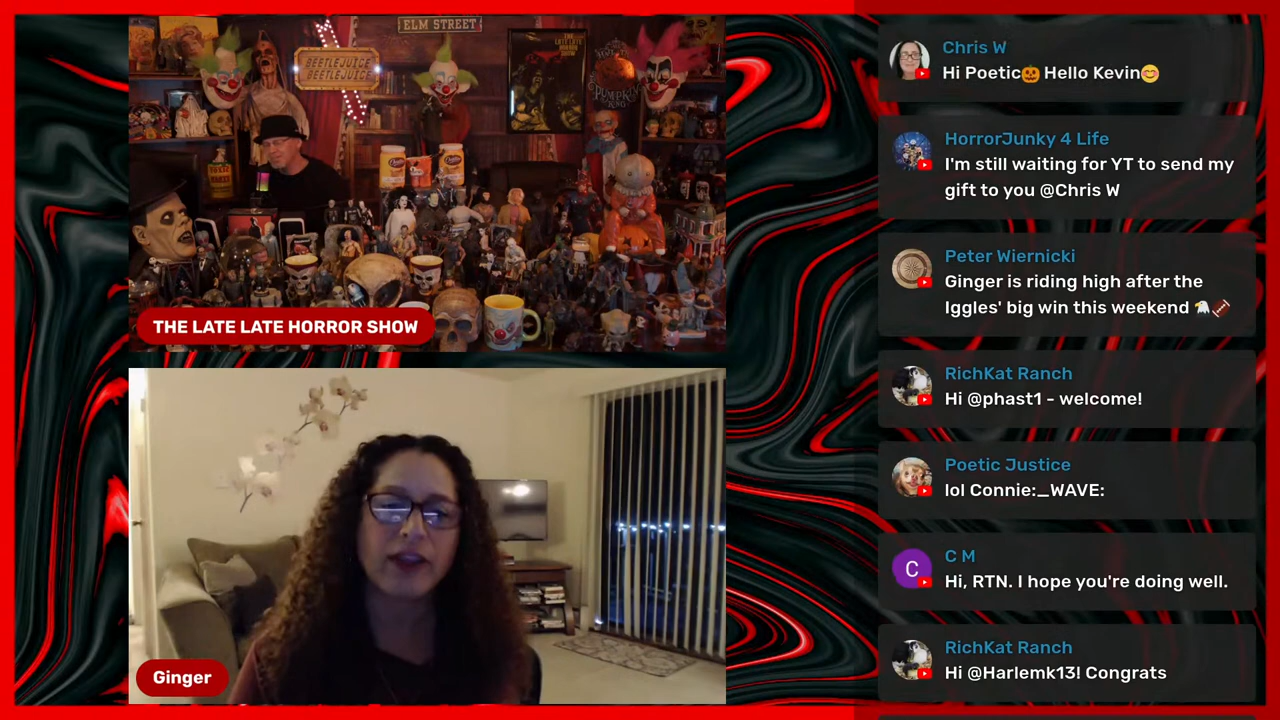 ELM STREET
BEETLEJUICE
BEETLEJUICE
THE LATE LATE HORROR SHOW
Ginger
Chris W
Hi Poetic🎃 Hello Kevin😊
HorrorJunky 4 Life
I'm still waiting for YT to send my
gift to you @Chris W
Peter Wiernicki
Ginger is riding high after the
Iggles' big win this weekend 🦅🏈
RichKat Ranch
Hi @phast1 - welcome!
Poetic Justice
lol Connie:_WAVE:
C
C M
Hi, RTN. I hope you're doing well.
RichKat Ranch
Hi @Harlemk13! Congrats